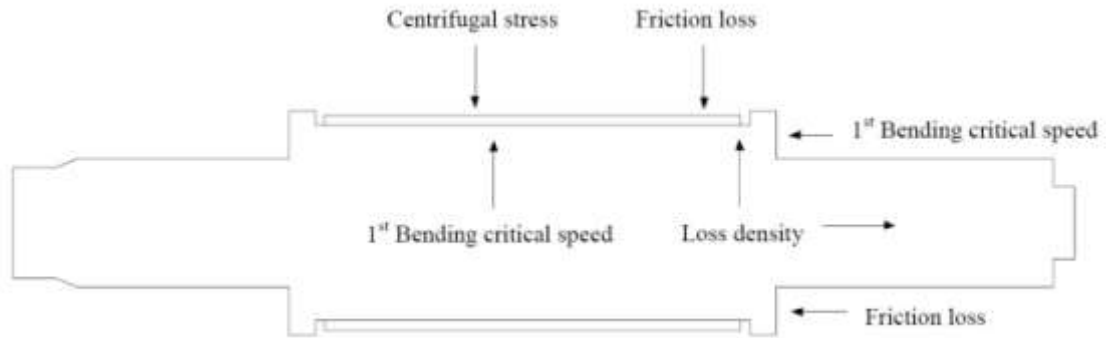 Centrifugal stress
Friction loss
1st Bending critical speed
1st Bending critical speed
Loss density
Friction loss